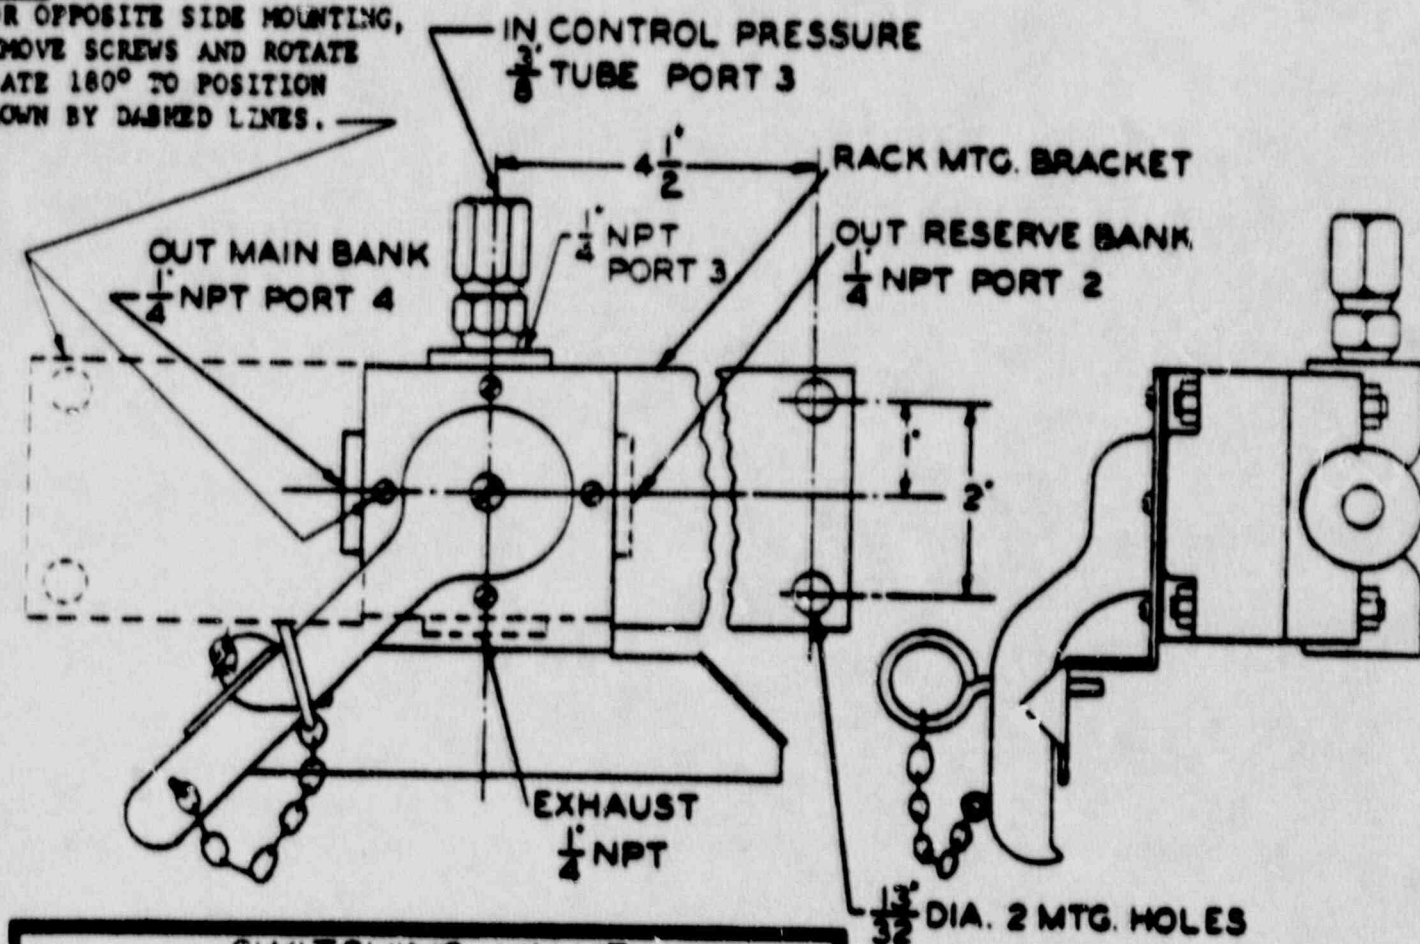 R OPPOSITE SIDE MOUNTING,
MOVE SCREWS AND ROTATE
ATE 180° TO POSITION
OWN BY DASHED LINES.
IN CONTROL PRESSURE
3/8" TUBE PORT 3
4 1/2"
RACK MTG. BRACKET
OUT MAIN BANK
1/4" NPT PORT 4
1/4" NPT
PORT 3
OUT RESERVE BANK
1/4" NPT PORT 2
1"
2"
EXHAUST
1/4" NPT
13/32" DIA. 2 MTG. HOLES